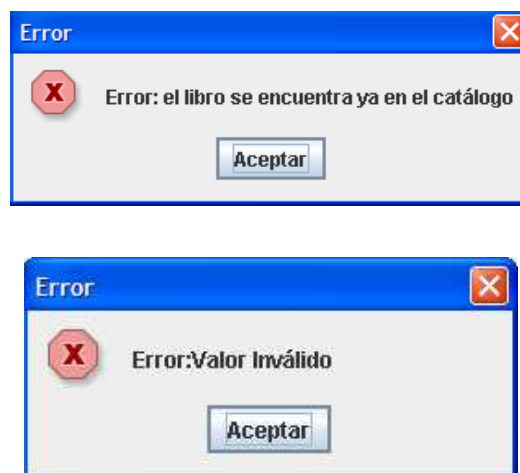 Error
Error: el libro se encuentra ya en el catálogo
Aceptar
Error
Error:Valor Inválido
Aceptar